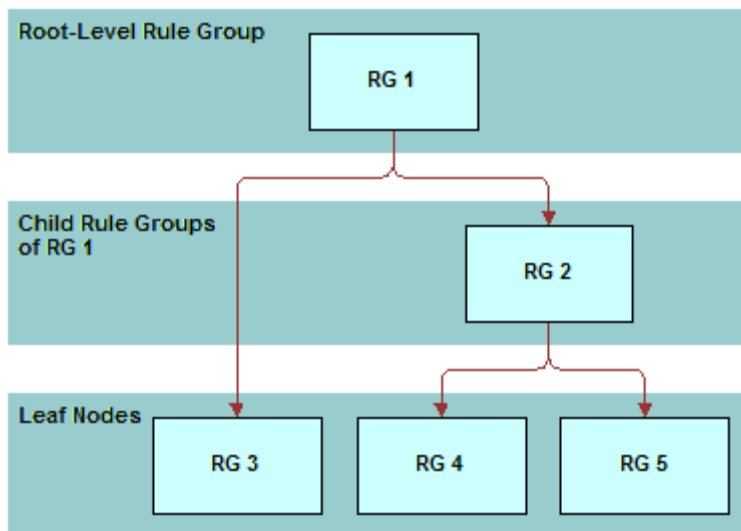 Root-Level Rule Group
RG 1
Child Rule Groups
of RG 1
RG 2
Leaf Nodes
RG 3
RG 4
RG 5